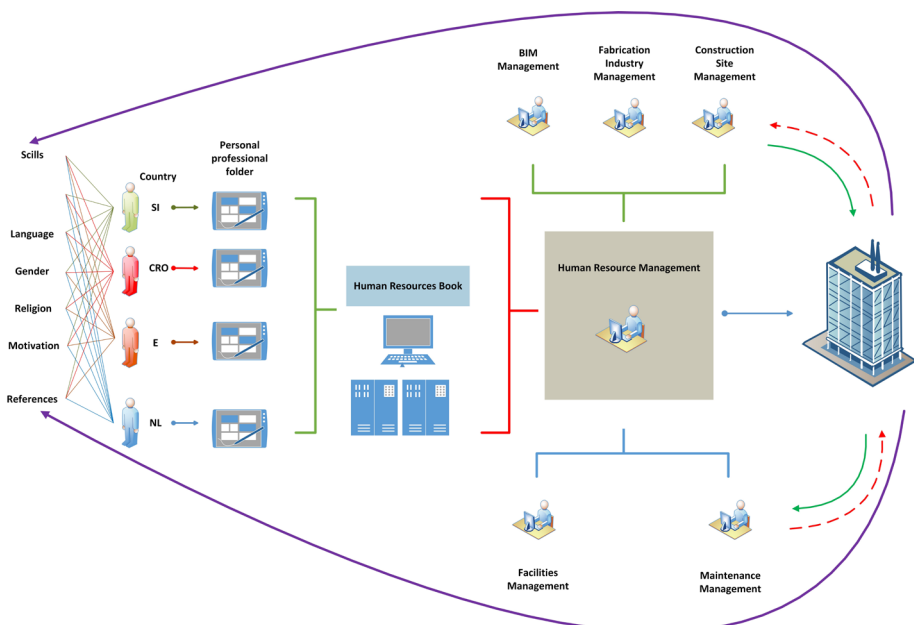 BIM
Management
Fabrication
Industry
Management
Construction
Site
Management
Scills
Country
Personal
professional
folder
SI
Language
Gender
CRO
Human Resource Management
Human Resources Book
Religion
Motivation
E
References
NL
Facilities
Management
Maintenance
Management